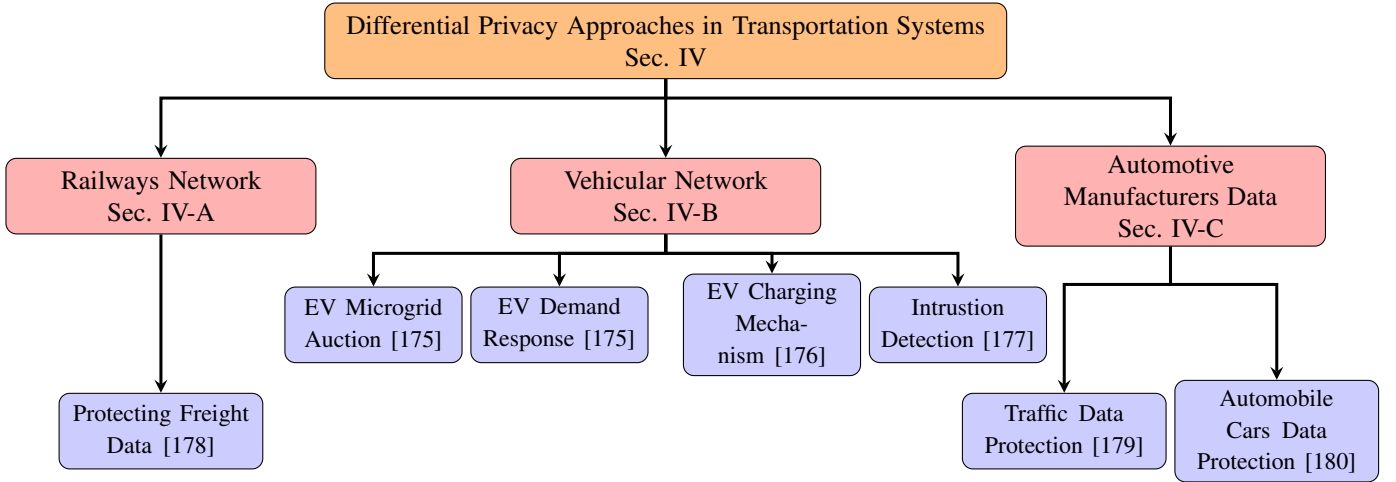 Differential Privacy Approaches in Transportation Systems
Sec. IV
Railways Network
Sec. IV-A
Vehicular Network
Sec. IV-B
Automotive
Manufacturers Data
Sec. IV-C
EV Microgrid
Auction [175]
EV Demand
Response [175]
EV Charging
Mecha-
nism [176]
Intrusion
Detection [177]
Protecting Freight
Data [178]
Traffic Data
Protection [179]
Automobile
Cars Data
Protection [180]